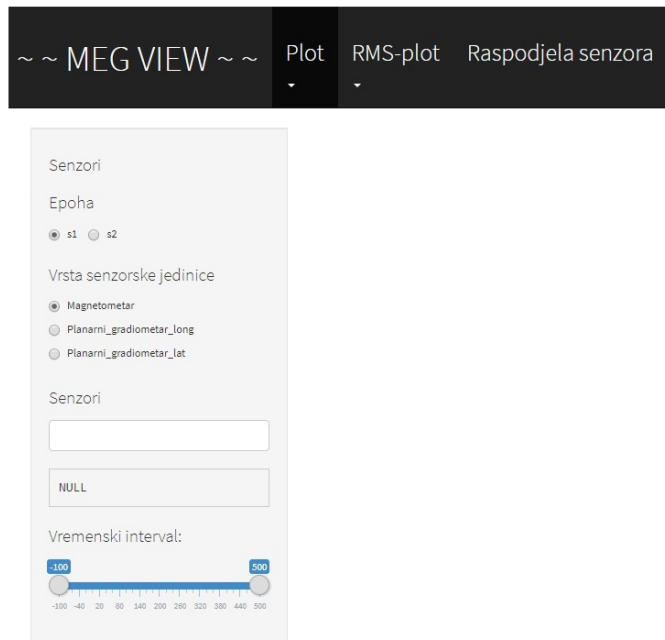 ~ ~ MEG VIEW ~ ~ Plot RMS-plot Raspodjela senzora
Senzori
Epoha
s1 s2
Vrsta senzorske jedinice
Magnetometar
Planarni_gradiometar_long
Planarni_gradiometar_lat
Senzori
NULL
Vremenski interval:
-100 500
-100 -40 20 80 140 200 260 320 380 440 500